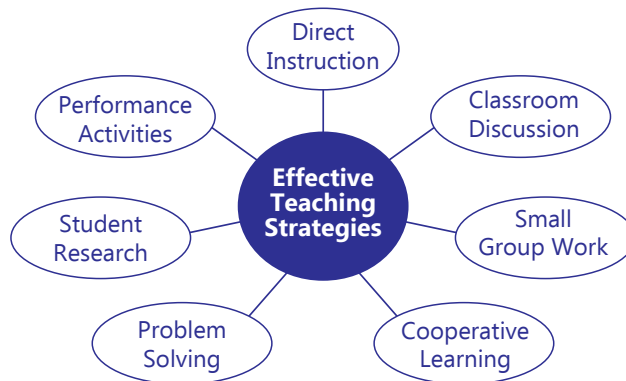 Direct
Instruction
Performance
Activities
Classroom
Discussion
Effective
Teaching
Strategies
Student
Research
Small
Group Work
Problem
Solving
Cooperative
Learning